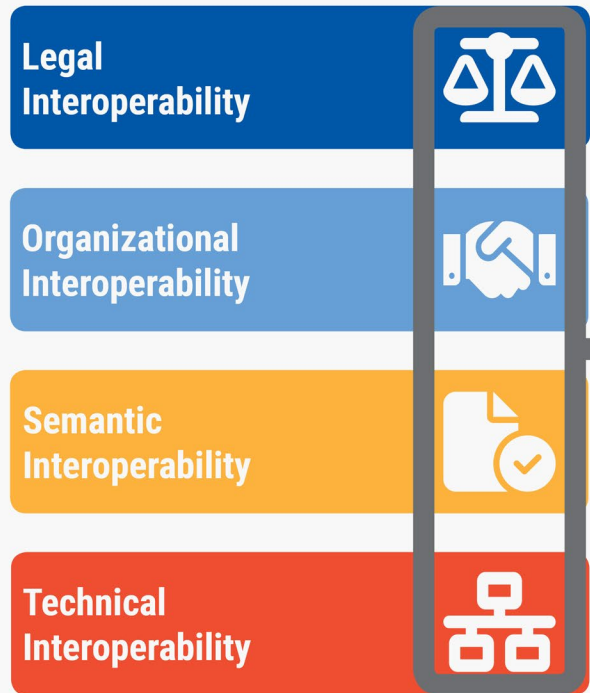 Legal
Interoperability
Organizational
Interoperability
Semantic
Interoperability
Technical
Interoperability